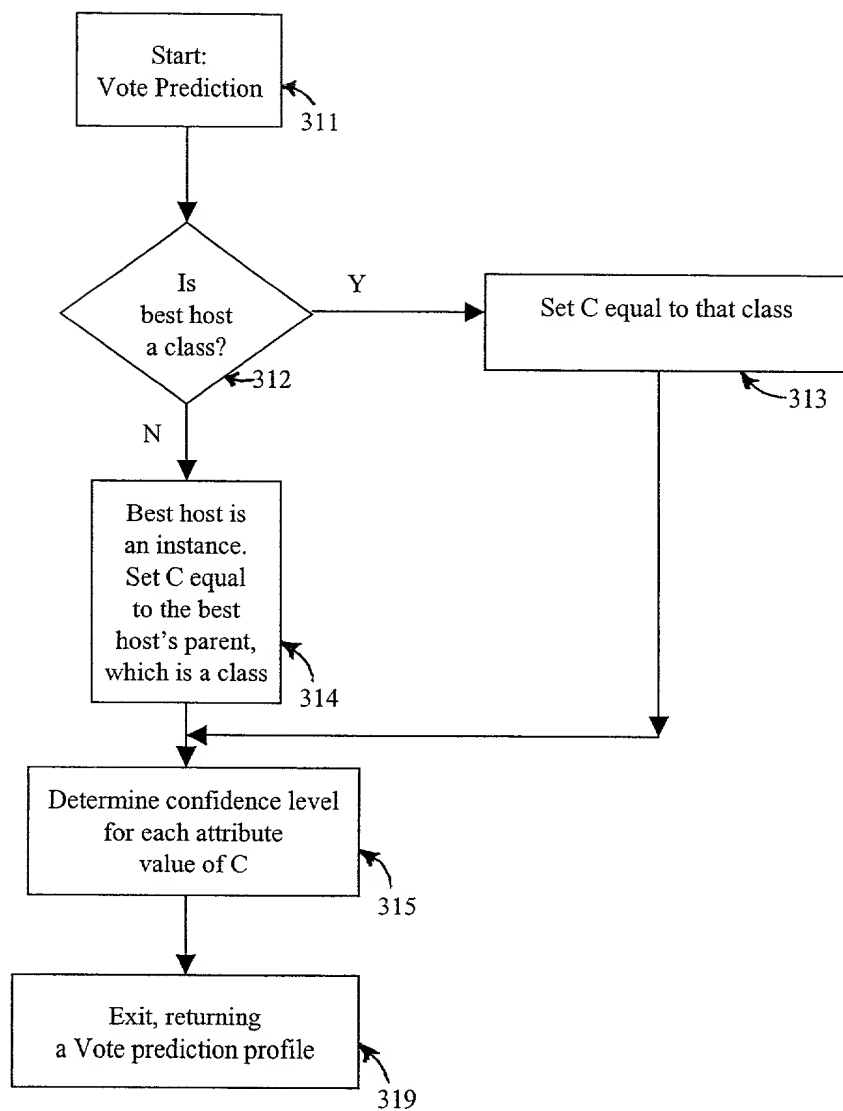 Start:
Vote Prediction
311
Is
best host
a class?
312
Y
Set C equal to that class
313
N
Best host is
an instance.
Set C equal
to the best
host's parent,
which is a class
314
Determine confidence level
for each attribute
value of C
315
Exit, returning
a Vote prediction profile
319